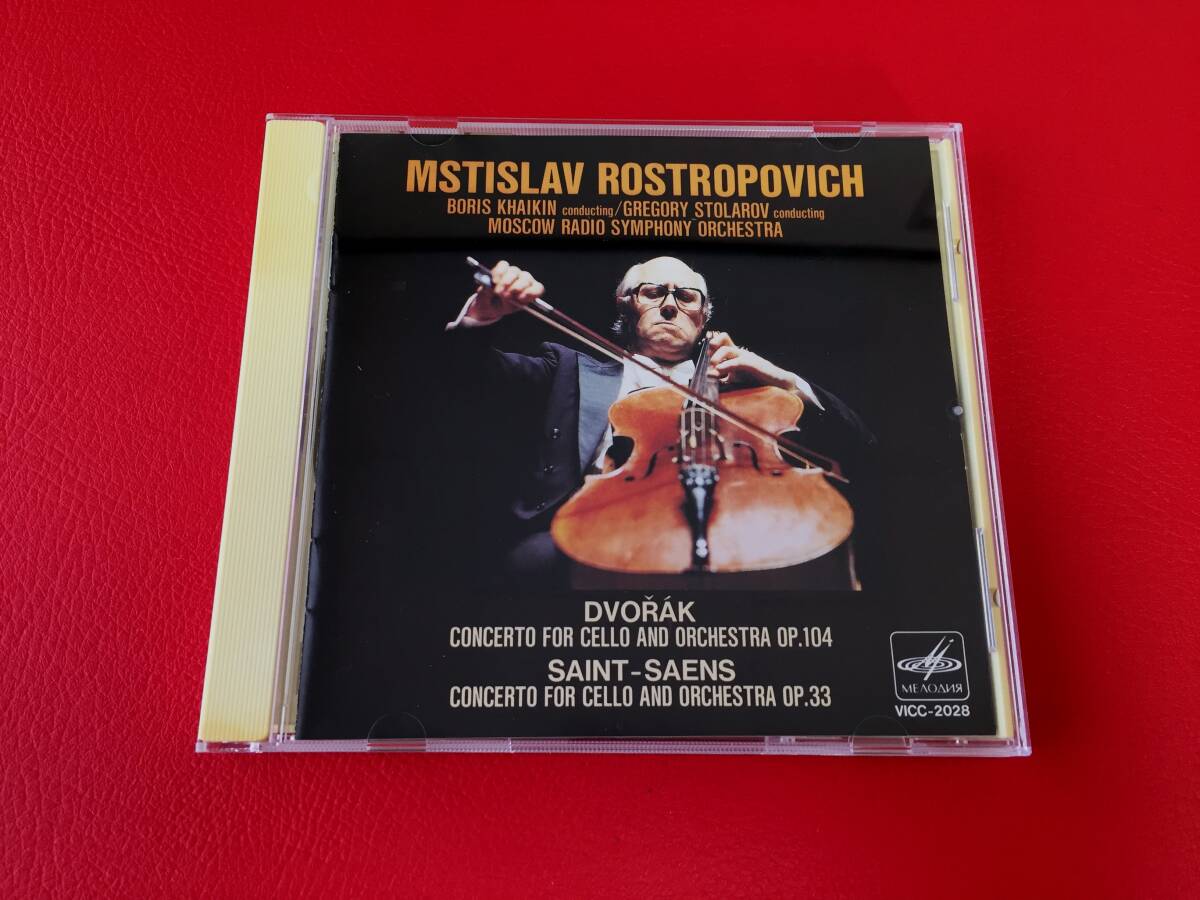 MSTISLAV ROSTROPOVICH
BORIS KHAIKIN conducting/GREGORY STOLAROV conducting
MOSCOW RADIO SYMPHONY ORCHESTRA
DVOŘÁK
CONCERTO FOR CELLO AND ORCHESTRA OP.104
SAINT-SAENS
CONCERTO FOR CELLO AND ORCHESTRA OP.33
МЕЛОДИЯ
VICC-2028